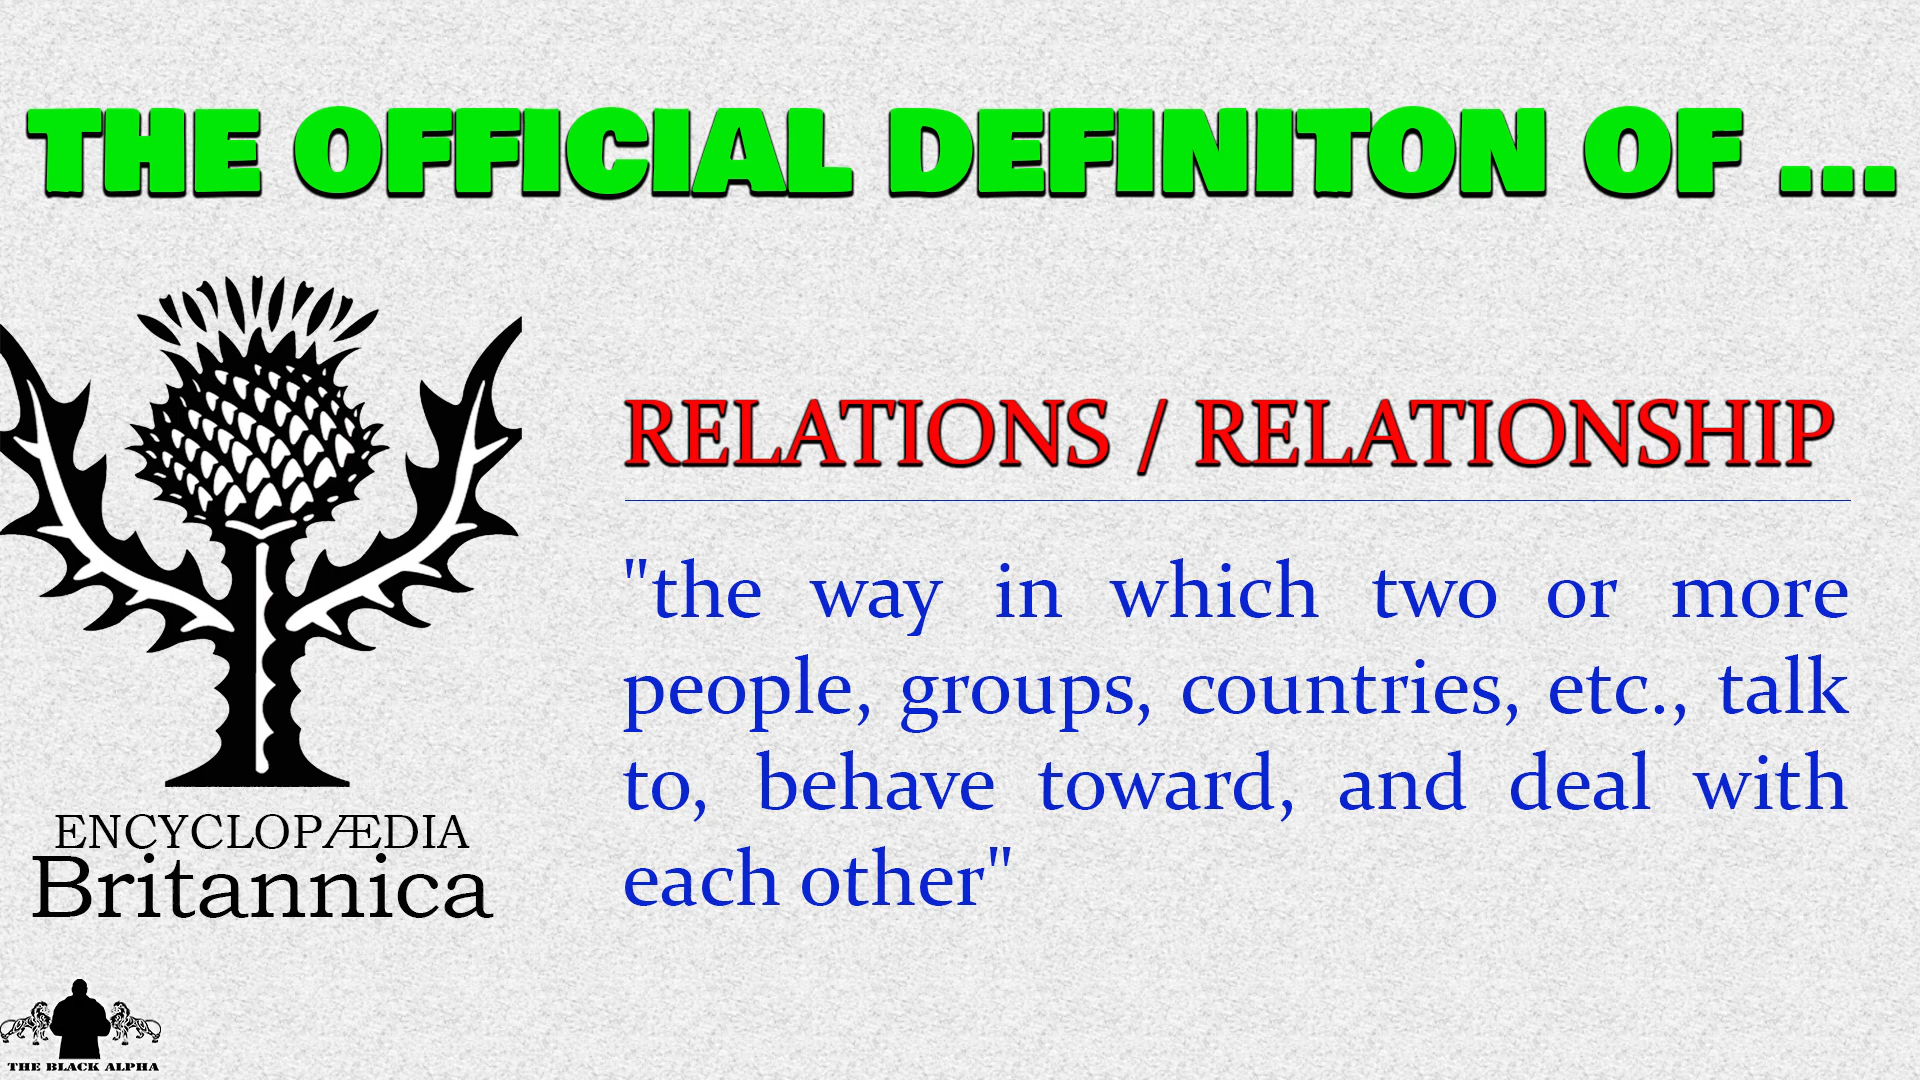 THE OFFICIAL DEFINITON OF ...
RELATIONS / RELATIONSHIP
"the way in which two or more
people, groups, countries, etc., talk
to, behave toward, and deal with
each other"
ENCYCLOPÆDIA
Britannica
THE BLACK ALPHA